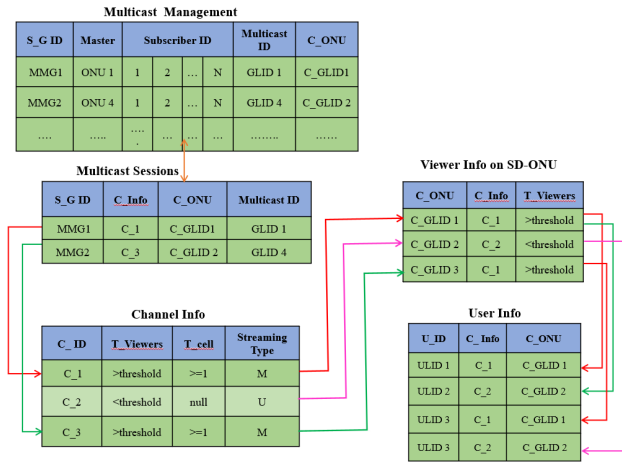 Multicast Management
S_G ID Master Subscriber ID Multicast ID C_ONU
MMG1 ONU 1 1 2 ... N GLID 1 C_GLID1
MMG2 ONU 4 1 2 ... N GLID 4 C_GLID 2
.... ..... ..... ... ... ... ........ ......
Multicast Sessions
S_G ID C_Info C_ONU Multicast ID
MMG1 C_1 C_GLID1 GLID 1
MMG2 C_3 C_GLID 2 GLID 4
Viewer Info on SD-ONU
C_ONU C_Info T_Viewers
C_GLID 1 C_1 >threshold
C_GLID 2 C_2 <threshold
C_GLID 3 C_1 >threshold
Channel Info
C_ ID T_Viewers T_cell Streaming Type
C_1 >threshold >=1 M
C_2 <threshold null U
C_3 >threshold >=1 M
User Info
U_ID C_Info C_ONU
ULID 1 C_1 C_GLID 1
ULID 2 C_2 C_GLID 2
ULID 3 C_1 C_GLID 1
ULID 3 C_2 C_GLID 2